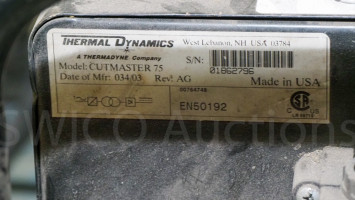 THERMAL DYNAMICS
West Lebanon, NH USA 03784
A THERMADYNE Company
S/N:
01862796
Model: CUTMASTER 75
Date of Mfr: 034/03 Rev: AG
Made in USA
EN50192
SWICO Auctions